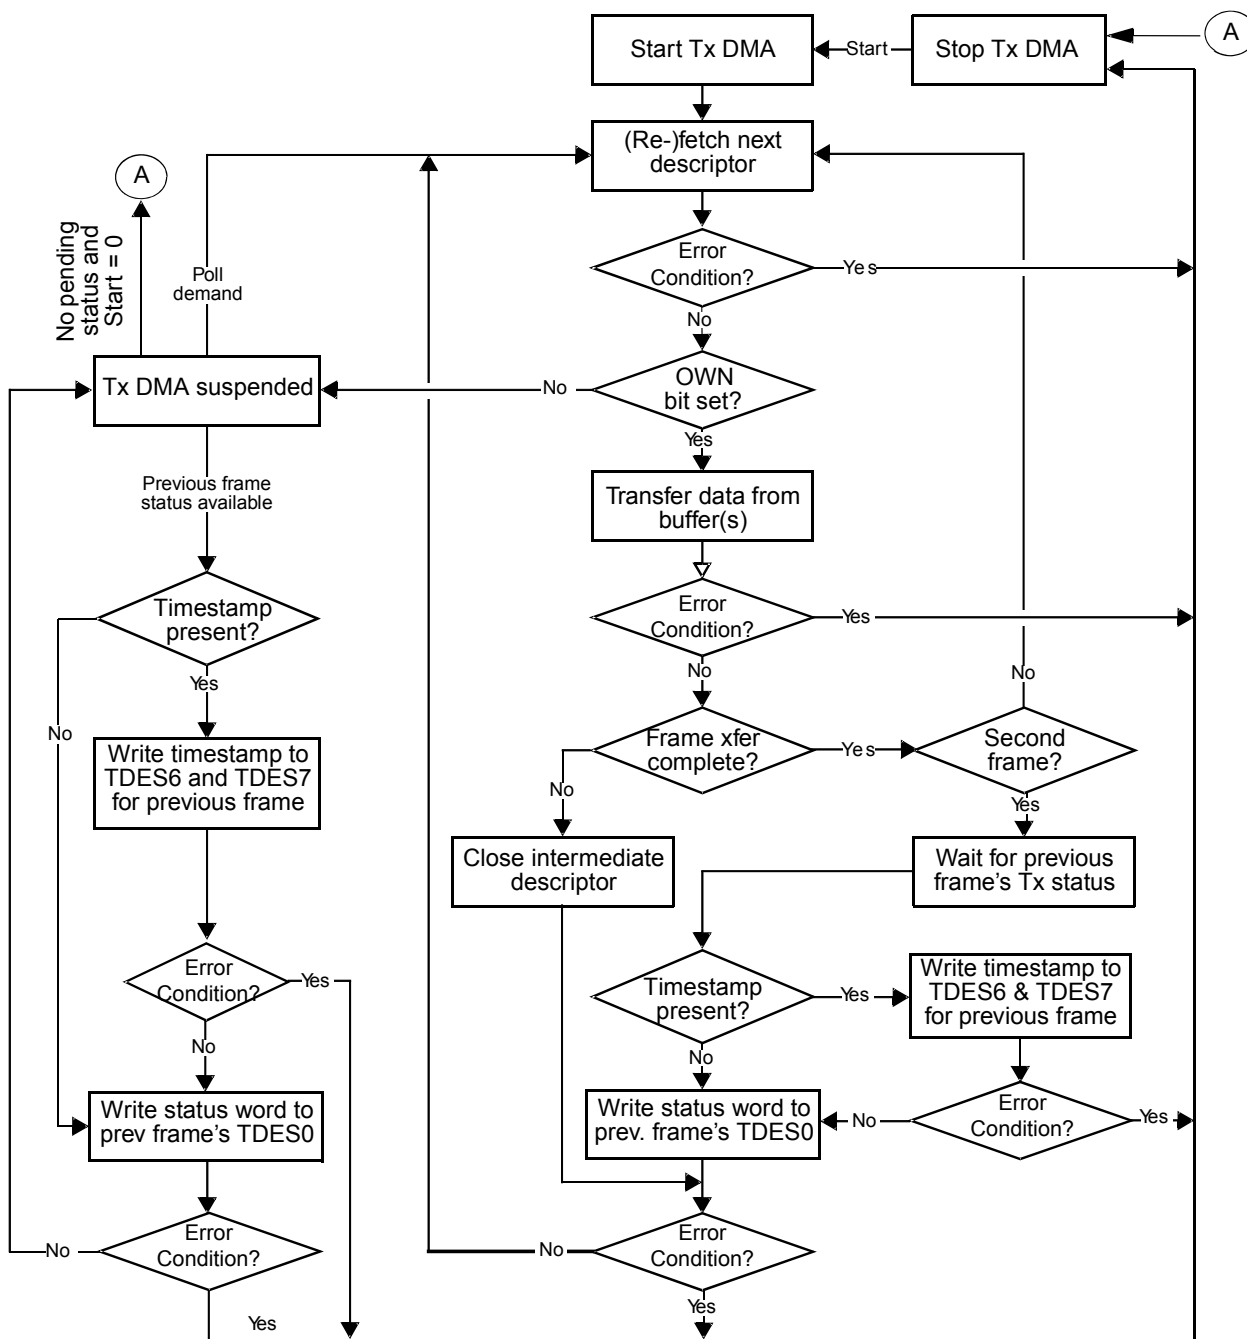 Start Tx DMA
Start
Stop Tx DMA
A
(Re-)fetch next
descriptor
A
No pending
status and
Start = 0
Poll
demand
Error
Condition?
Yes
No
Tx DMA suspended
No
OWN
bit set?
Yes
Previous frame
status available
Transfer data from
buffer(s)
Timestamp
present?
Error
Condition?
Yes
No
Yes
No
No
Write timestamp to
TDES6 and TDES7
for previous frame
Frame xfer
complete?
Yes
Second
frame?
No
Yes
Close intermediate
descriptor
Wait for previous
frame's Tx status
Error
Condition?
Yes
No
Timestamp
present?
Yes
Write timestamp to
TDES6 & TDES7
for previous frame
No
Write status word to
prev frame's TDES0
Write status word to
prev. frame's TDES0
No
Error
Condition?
Yes
No
Error
Condition?
Yes
No
Error
Condition?
Yes